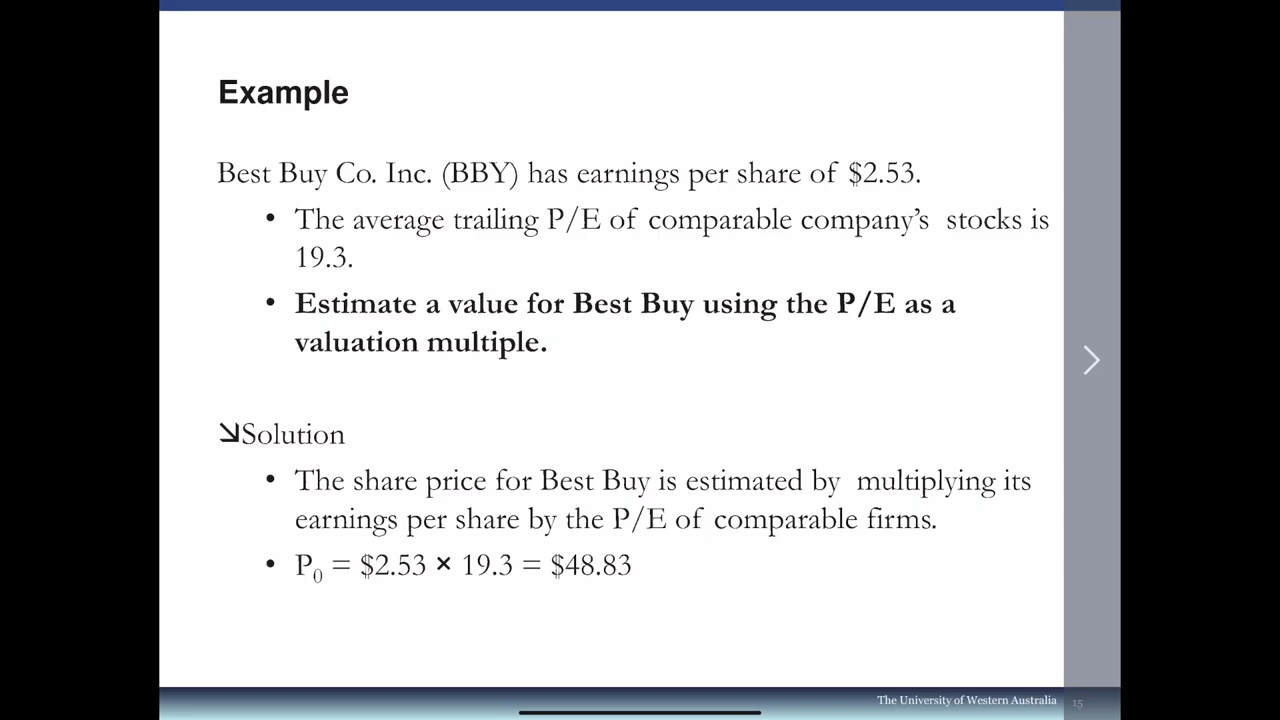 Example
Best Buy Co. Inc. (BBY) has earnings per share of $2.53.
• The average trailing P/E of comparable company’s stocks is
19.3.
• Estimate a value for Best Buy using the P/E as a
valuation multiple.
➘Solution
• The share price for Best Buy is estimated by multiplying its
earnings per share by the P/E of comparable firms.
• P₀ = $2.53 × 19.3 = $48.83
The University of Western Australia 15